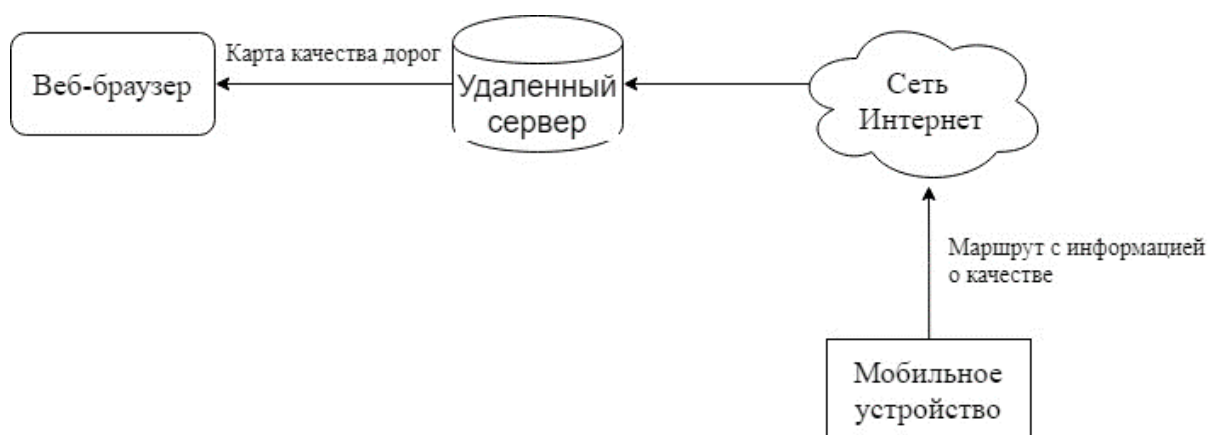 Веб-браузер
Карта качества дорог
Удаленный
сервер
Сеть
Интернет
Маршрут с информацией
о качестве
Мобильное
устройство